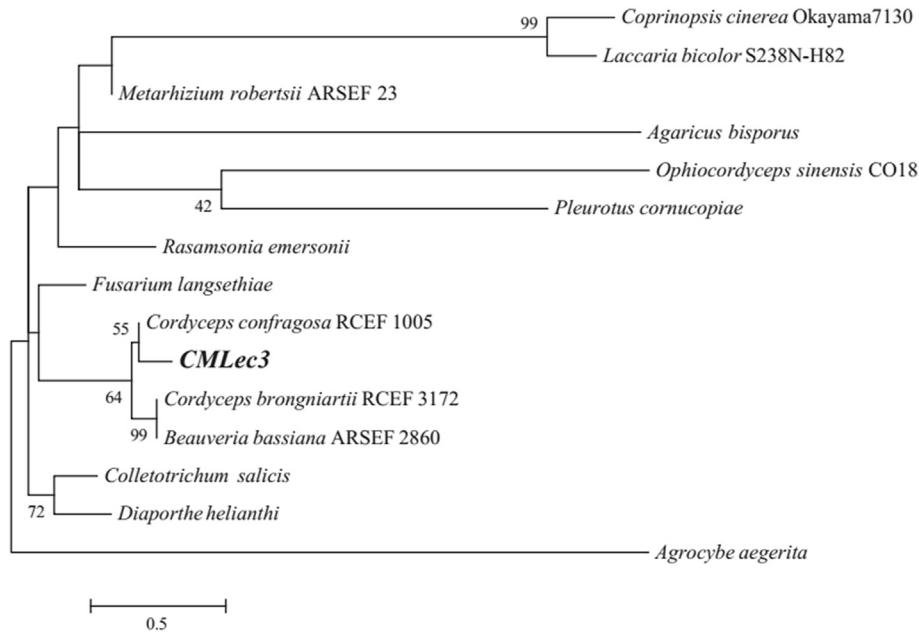 99
Coprinopsis cinerea Okayama7130
Laccaria bicolor S238N-H82
Metarhizium robertsii ARSEF 23
Agaricus bisporus
Ophiocordyceps sinensis CO18
42
Pleurotus cornucopiae
Rasamsonia emersonii
Fusarium langsethiae
55
Cordyceps confragosa RCEF 1005
CMLec3
64
Cordyceps brongniartii RCEF 3172
99
Beauveria bassiana ARSEF 2860
Colletotrichum salicis
72
Diaporthe helianthi
Agrocybe aegerita
0.5